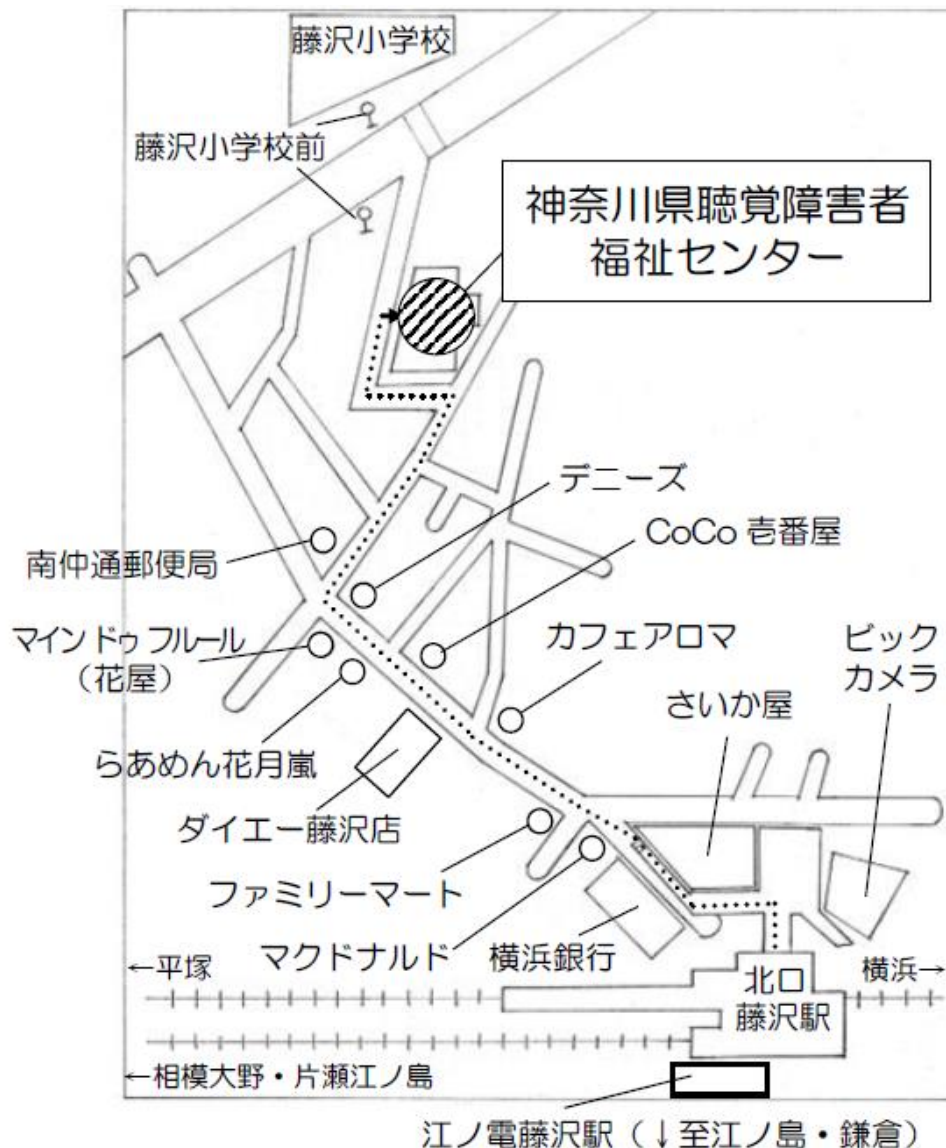 藤沢小学校
藤沢小学校前
神奈川県聴覚障害者
福祉センター
デニーズ
CoCo 壱番屋
南仲通郵便局
マインドゥフルール
（花屋）
カフェアロマ
ビック
カメラ
さいか屋
らあめん花月嵐
ダイエー藤沢店
ファミリーマート
マクドナルド
横浜銀行
←平塚
横浜→
北口
藤沢駅
←相模大野・片瀬江ノ島
江ノ電藤沢駅（↓至江ノ島・鎌倉）